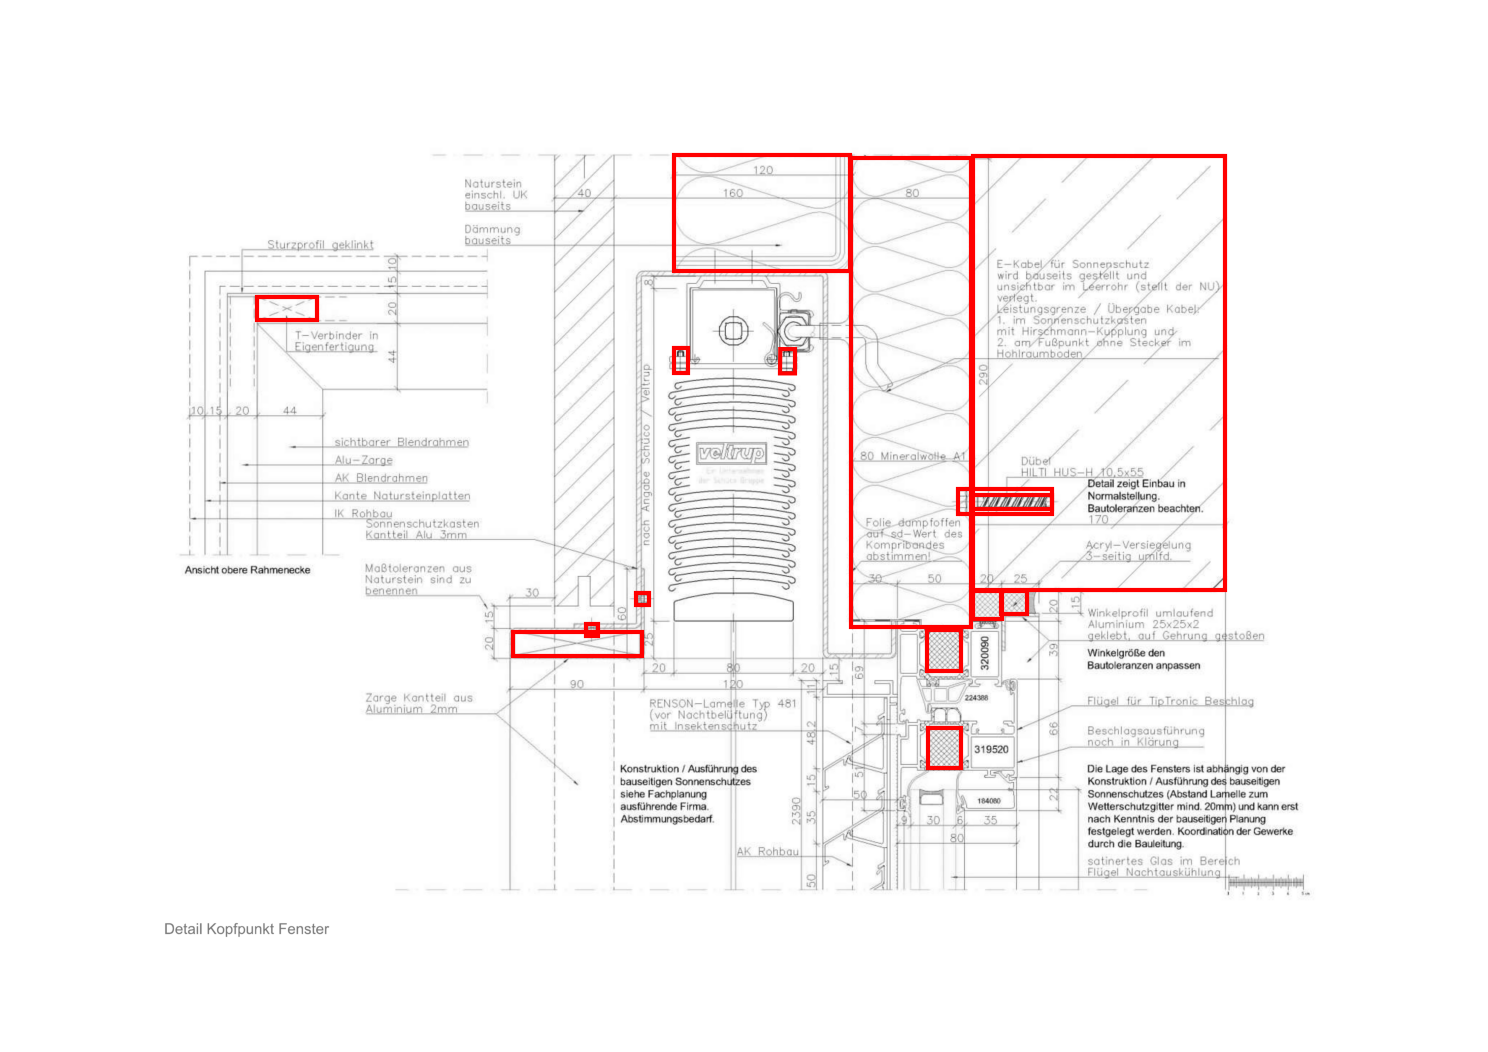 120
160
40
80
Naturstein
einschl. UK
bauseits
Dämmung
bauseits
Sturzprofil geklinkt
10
15
20
44
T-Verbinder in
Eigenfertigung
10
15
20
44
sichtbarer Blendrahmen
Alu-Zarge
AK Blendrahmen
Kante Natursteinplatten
IK Rohbau
Sonnenschutzkasten
Kantteil Alu 3mm
Ansicht obere Rahmenecke
Maßtoleranzen aus
Naturstein sind zu
benennen
30
15
20
60
25
8
nach Angabe Schüco / Veltrup
veltrup
Ein Unternehmen
der Schüco Gruppe
E-Kabel für Sonnenschutz
wird bauseits gestellt und
unsichtbar im Leerrohr (stellt der NU)
verlegt.
Leistungsgrenze / Übergabe Kabel:
1. im Sonnenschutzkasten
mit Hirschmann-Kupplung und
2. am Fußpunkt ohne Stecker im
Hohlraumboden
290
80 Mineralwolle A1
Dübel
HILTI HUS-H 10,5x55
Detail zeigt Einbau in
Normalstellung.
Bautoleranzen beachten.
170
Folie dampfoffen
auf sd-Wert des
Kompribandes
abstimmen!
Acryl-Versiegelung
3-seitig umlfd.
30
50
20
25
20
15
Winkelprofil umlaufend
Aluminium 25x25x2
geklebt, auf Gehrung gestoßen
Winkelgröße den
Bautoleranzen anpassen
320090
39
20
80
20
15
69
90
120
11
Zarge Kantteil aus
Aluminium 2mm
RENSON-Lamelle Typ 481
(vor Nachtbelüftung)
mit Insektenschutz
224388
Flügel für TipTronic Beschlag
48,2
7
66
Beschlagsausführung
noch in Klärung
319520
Konstruktion / Ausführung des
bauseitigen Sonnenschutzes
siehe Fachplanung
ausführende Firma.
Abstimmungsbedarf.
15
51
50
2390
35
184080
22
9
30
6
35
80
Die Lage des Fensters ist abhängig von der
Konstruktion / Ausführung des bauseitigen
Sonnenschutzes (Abstand Lamelle zum
Wetterschutzgitter mind. 20mm) und kann erst
nach Kenntnis der bauseitigen Planung
festgelegt werden. Koordination der Gewerke
durch die Bauleitung.
AK Rohbau
50
satinertes Glas im Bereich
Flügel Nachtauskühlung
Detail Kopfpunkt Fenster